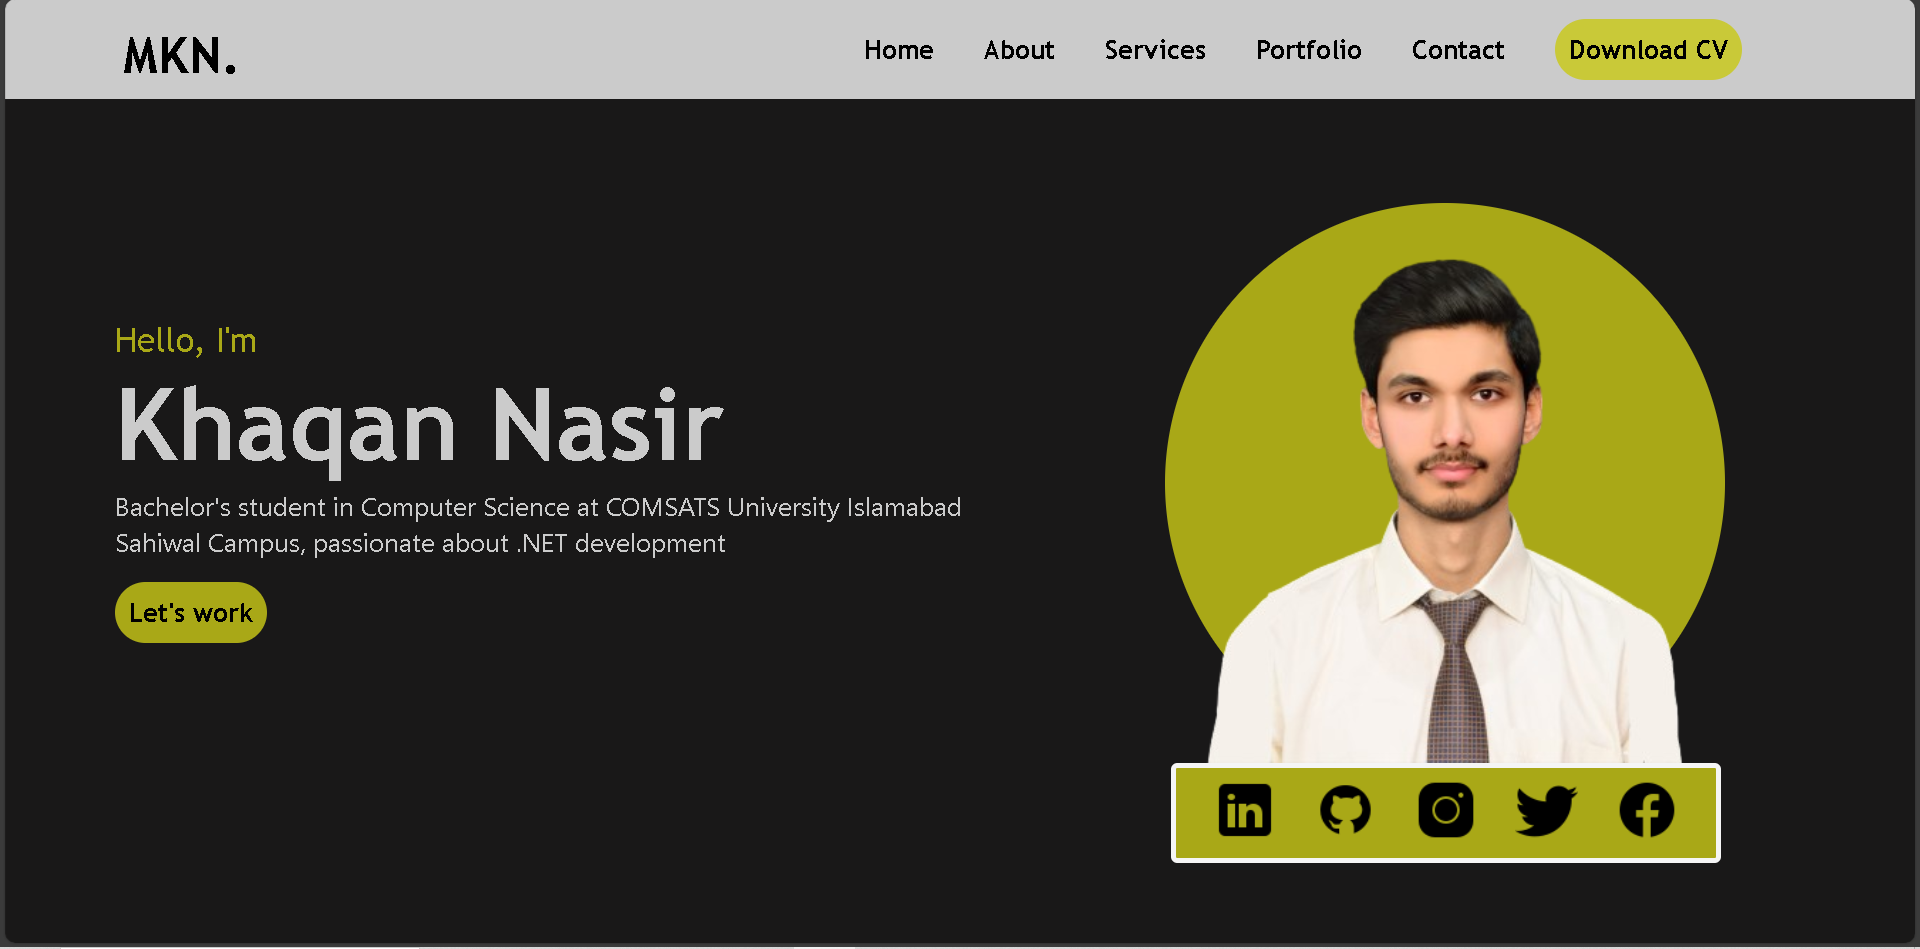 MKN.
Home About Services Portfolio Contact Download CV
Hello, I'm
Khaqan Nasir
Bachelor's student in Computer Science at COMSATS University Islamabad
Sahiwal Campus, passionate about .NET development
Let's work
in